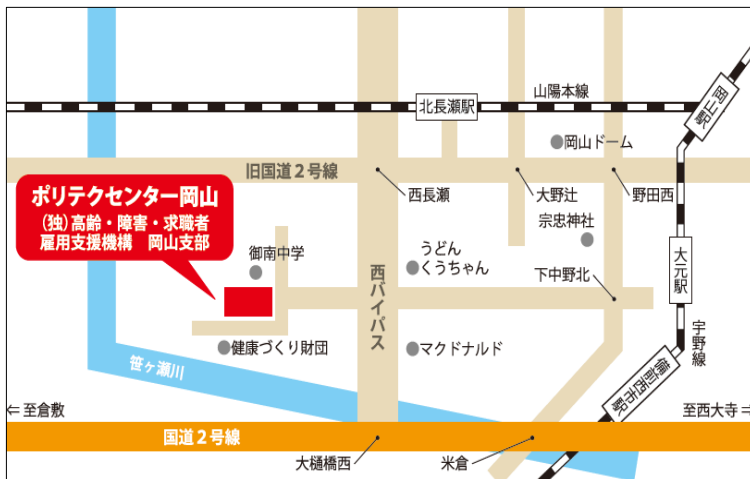 山陽本線
北長瀬駅
岡山駅
岡山ドーム
旧国道2号線
西長瀬
大野辻
野田西
ポリテクセンター岡山
(独)高齢・障害・求職者
雇用支援機構 岡山支部
宗忠神社
御南中学
うどん
くうちゃん
西バイパス
下中野北
大元駅
宇野線
健康づくり財団
マクドナルド
笹ヶ瀬川
備前西市駅
⇐至倉敷
至西大寺⇒
国道2号線
大樋橋西
米倉